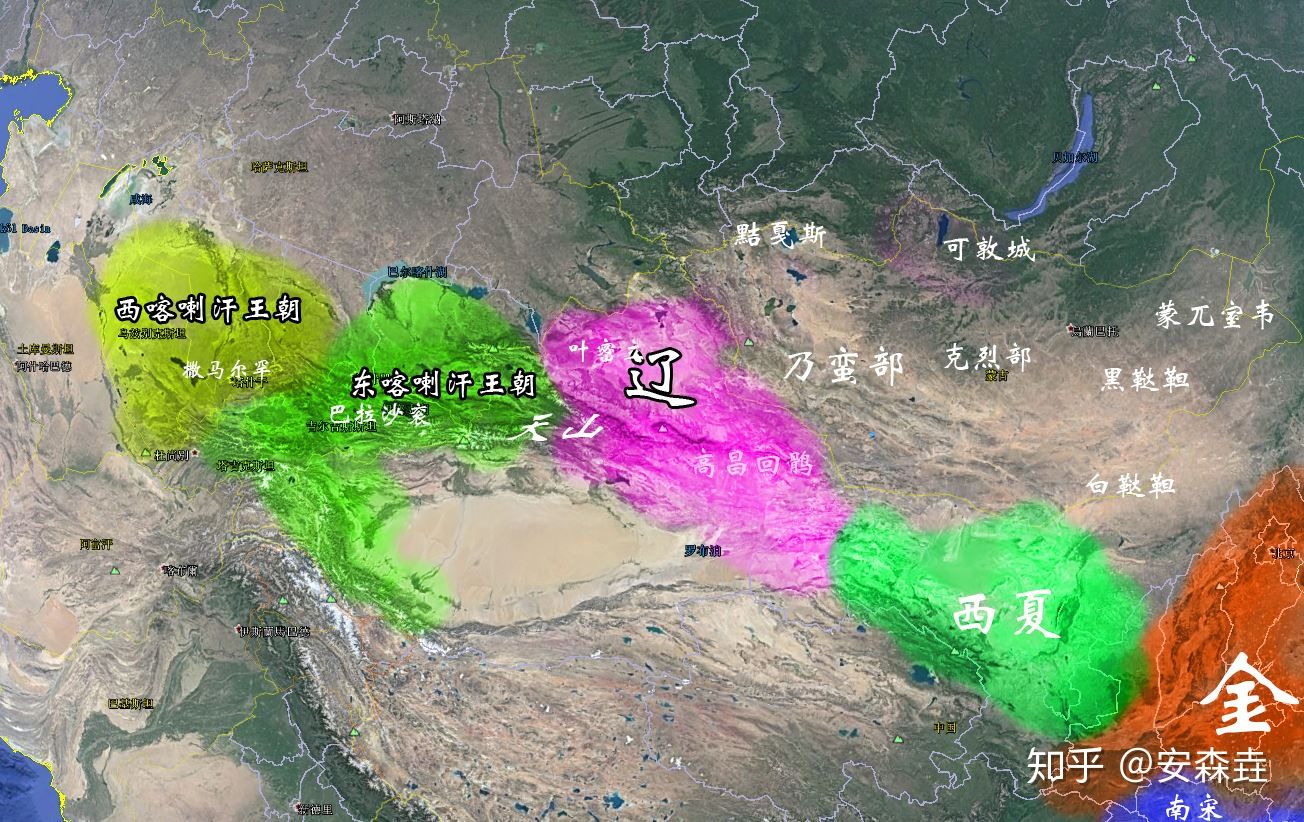 阿斯塔纳
哈萨克斯坦
贝加尔湖
咸海
黠戛斯
可敦城
巴尔喀什湖
西喀喇汗王朝
乌兹别克斯坦
蒙兀室韦
乌兰巴托
土库曼斯坦
阿什哈巴德
撒马尔罕
叶密立
辽
乃蛮部
克烈部
蒙古
黑鞑靼
东喀喇汗王朝
巴拉沙衮
吉尔吉斯斯坦
天山
杜尚别
塔吉克斯坦
高昌回鹘
白鞑靼
阿富汗
喀布爾
罗布泊
北京
西夏
伊斯蘭馬巴德
巴基斯坦
中国
金
知乎 @安森垚
新德里
南宋